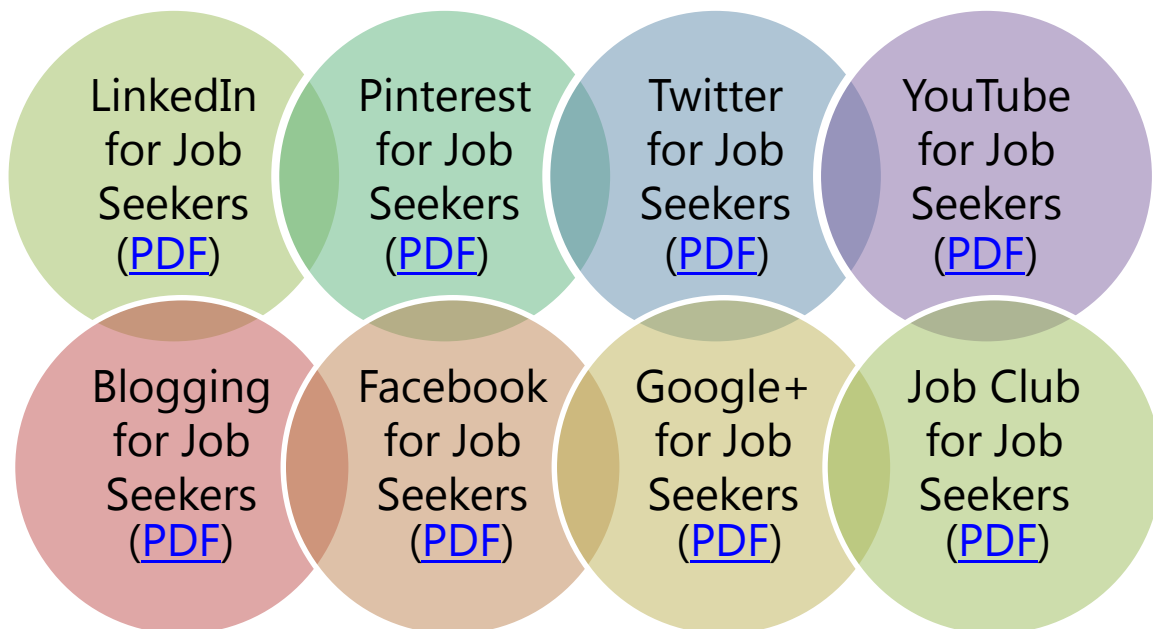 LinkedIn
for Job
Seekers
(PDF)
Pinterest
for Job
Seekers
(PDF)
Twitter
for Job
Seekers
(PDF)
YouTube
for Job
Seekers
(PDF)
Blogging
for Job
Seekers
(PDF)
Facebook
for Job
Seekers
(PDF)
Google+
for Job
Seekers
(PDF)
Job Club
for Job
Seekers
(PDF)